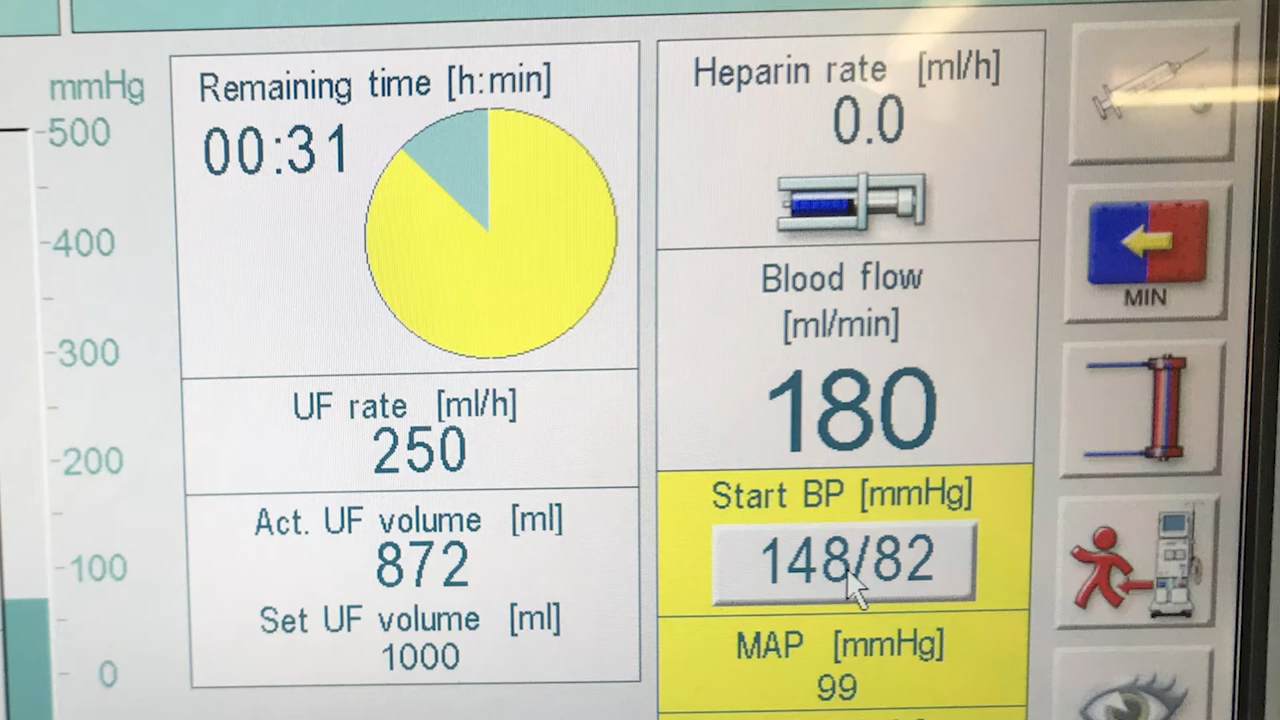 mmHg
500
400
300
200
100
0
Remaining time [h:min]
00:31
UF rate [ml/h]
250
Act. UF volume [ml]
872
Set UF volume [ml]
1000
Heparin rate [ml/h]
0.0
Blood flow
[ml/min]
180
Start BP [mmHg]
148/82
MAP [mmHg]
99
MIN